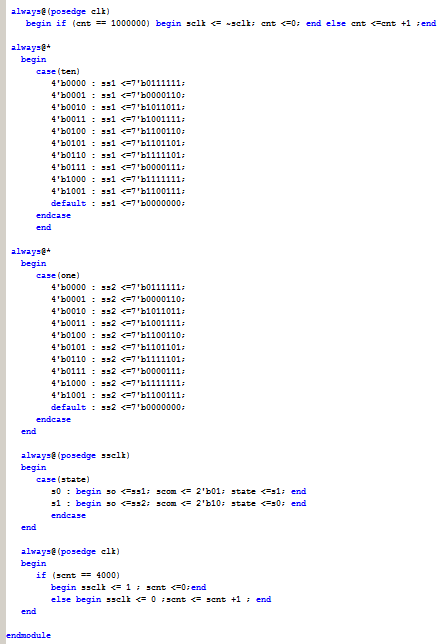 always@(posedge clk)
begin if (cnt == 1000000) begin sclk <= ~sclk; cnt <=0; end else cnt <=cnt +1 ;end
always@*
begin
case(ten)
4'b0000 : ss1 <=7'b0111111;
4'b0001 : ss1 <=7'b0000110;
4'b0010 : ss1 <=7'b1011011;
4'b0011 : ss1 <=7'b1001111;
4'b0100 : ss1 <=7'b1100110;
4'b0101 : ss1 <=7'b1101101;
4'b0110 : ss1 <=7'b1111101;
4'b0111 : ss1 <=7'b0000111;
4'b1000 : ss1 <=7'b1111111;
4'b1001 : ss1 <=7'b1100111;
default : ss1 <=7'b0000000;
endcase
end
always@*
begin
case(one)
4'b0000 : ss2 <=7'b0111111;
4'b0001 : ss2 <=7'b0000110;
4'b0010 : ss2 <=7'b1011011;
4'b0011 : ss2 <=7'b1001111;
4'b0100 : ss2 <=7'b1100110;
4'b0101 : ss2 <=7'b1101101;
4'b0110 : ss2 <=7'b1111101;
4'b0111 : ss2 <=7'b0000111;
4'b1000 : ss2 <=7'b1111111;
4'b1001 : ss2 <=7'b1100111;
default : ss2 <=7'b0000000;
endcase
end
always@(posedge ssclk)
begin
case(state)
s0 : begin so <=ss1; scom <= 2'b01; state <=s1; end
s1 : begin so <=ss2; scom <= 2'b10; state <=s0; end
endcase
end
always@(posedge clk)
begin
if (scnt == 4000)
begin ssclk <= 1 ; scnt <=0;end
else begin ssclk <= 0 ;scnt <= scnt +1 ; end
end
endmodule